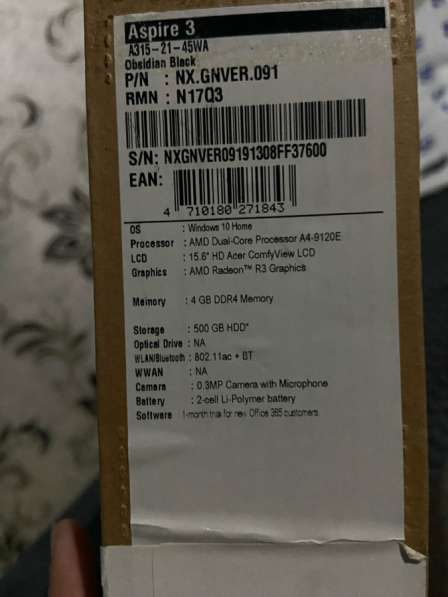 Aspire 3
A315-21-45WA
Obsidian Black
P/N : NX.GNVER.091
RMN : N17Q3
S/N: NXGNVER09191308FF37600
EAN:
4 710180 271843
OS : Windows 10 Home
Processor : AMD Dual-Core Processor A4-9120E
LCD : 15.6" HD Acer ComfyView LCD
Graphics : AMD Radeon™ R3 Graphics
Memory : 4 GB DDR4 Memory
Storage : 500 GB HDD*
Optical Drive : NA
WLAN/Bluetooth : 802.11ac + BT
WWAN : NA
Camera : 0.3MP Camera with Microphone
Battery : 2-cell Li-Polymer battery
Software : 1-month trial for new Office 365 customers